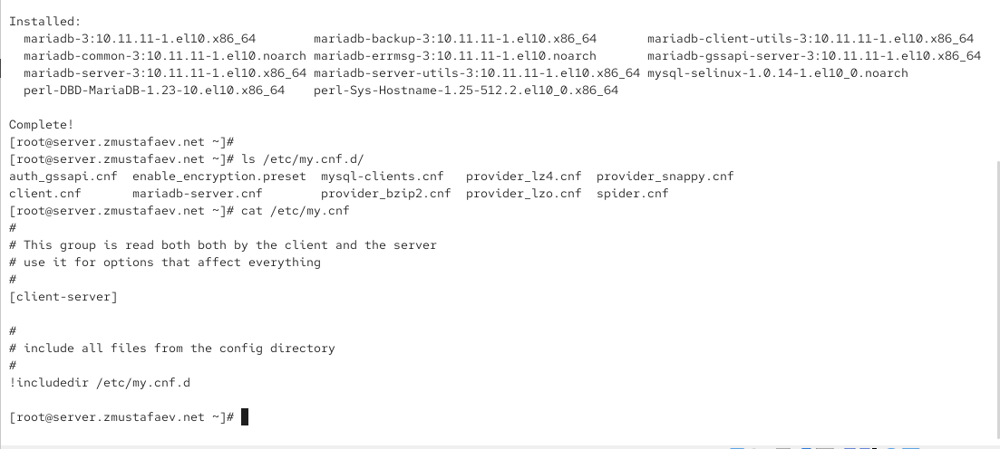 Installed:
mariadb-3:10.11.11-1.el10.x86_64 mariadb-backup-3:10.11.11-1.el10.x86_64 mariadb-client-utils-3:10.11.11-1.el10.x86_64
mariadb-common-3:10.11.11-1.el10.noarch mariadb-errmsg-3:10.11.11-1.el10.noarch mariadb-gssapi-server-3:10.11.11-1.el10.x86_64
mariadb-server-3:10.11.11-1.el10.x86_64 mariadb-server-utils-3:10.11.11-1.el10.x86_64 mysql-selinux-1.0.14-1.el10_0.noarch
perl-DBD-MariaDB-1.23-10.el10.x86_64 perl-Sys-Hostname-1.25-512.2.el10_0.x86_64
Complete!
[root@server.zmustafaev.net ~]#
[root@server.zmustafaev.net ~]# ls /etc/my.cnf.d/
auth_gssapi.cnf enable_encryption.preset mysql-clients.cnf provider_lz4.cnf provider_snappy.cnf
client.cnf mariadb-server.cnf provider_bzip2.cnf provider_lzo.cnf spider.cnf
[root@server.zmustafaev.net ~]# cat /etc/my.cnf
#
# This group is read both both by the client and the server
# use it for options that affect everything
#
[client-server]
#
# include all files from the config directory
#
!includedir /etc/my.cnf.d
[root@server.zmustafaev.net ~]#